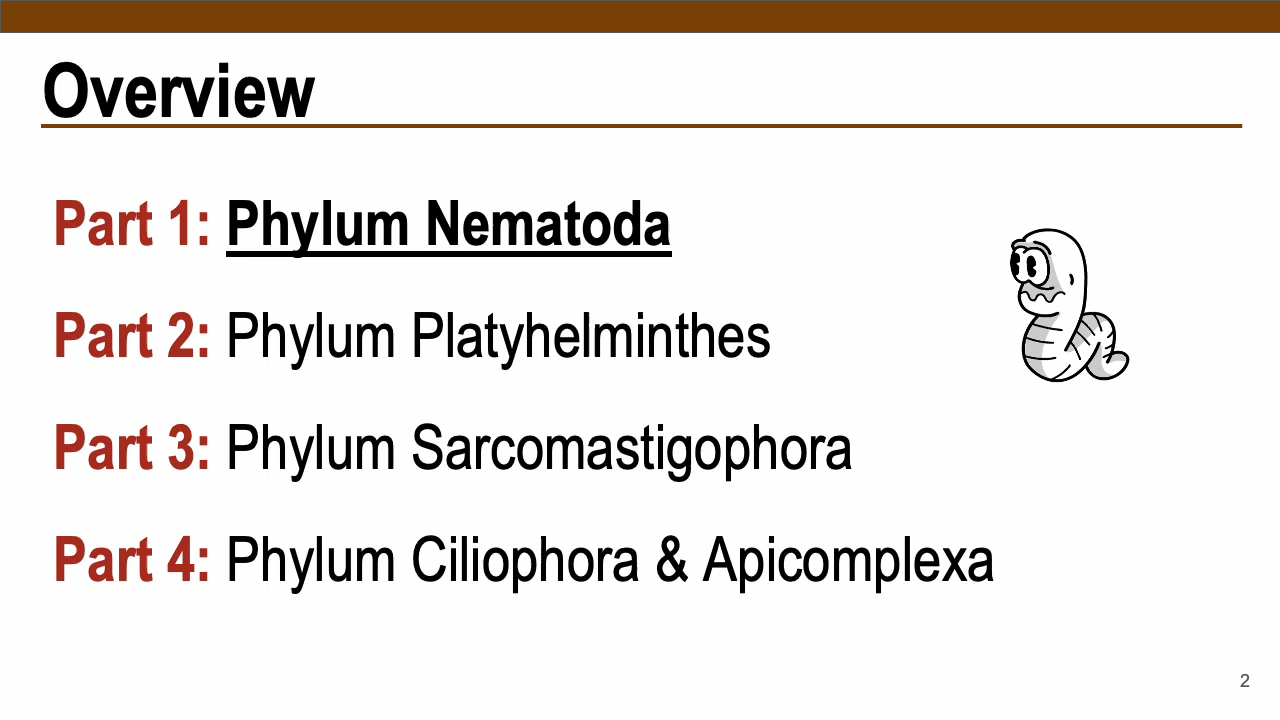 Overview
Part 1: Phylum Nematoda
Part 2: Phylum Platyhelminthes
Part 3: Phylum Sarcomastigophora
Part 4: Phylum Ciliophora & Apicomplexa
2